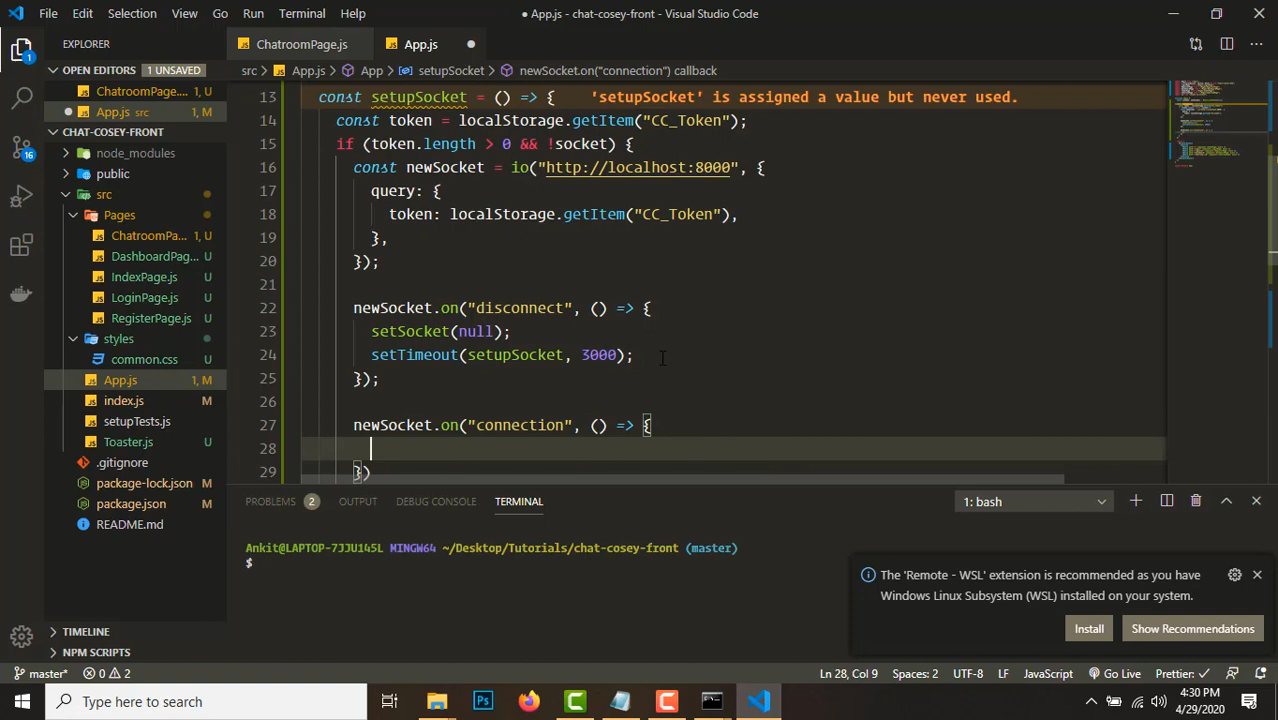 File Edit Selection View Go Run Terminal Help
● App.js - chat-cosey-front - Visual Studio Code
EXPLORER
ChatroomPage.js
App.js
src > App.js > App > setupSocket > newSocket.on("connection") callback
OPEN EDITORS 1 UNSAVED
ChatroomPage.... 1, U
App.js src 1, M
CHAT-COSEY-FRONT
node_modules
public
src
Pages
ChatroomPa... 1, U
DashboardPag... U
IndexPage.js U
LoginPage.js U
RegisterPage.js U
styles
common.css U
App.js 1, M
index.js M
setupTests.js
Toaster.js U
.gitignore
package-lock.json M
package.json M
README.md
TIMELINE
NPM SCRIPTS
1
16
13 const setupSocket = () => { 'setupSocket' is assigned a value but never used.
14 const token = localStorage.getItem("CC_Token");
15 if (token.length > 0 && !socket) {
16 const newSocket = io("http://localhost:8000", {
17 query: {
18 token: localStorage.getItem("CC_Token"),
19 },
20 });
21
22 newSocket.on("disconnect", () => {
23 setSocket(null);
24 setTimeout(setupSocket, 3000);
25 });
26
27 newSocket.on("connection", () => {
28
29 })
PROBLEMS 2 OUTPUT DEBUG CONSOLE TERMINAL
1: bash
Ankit@LAPTOP-7JJU145L MINGW64 ~/Desktop/Tutorials/chat-cosey-front (master)
$
The 'Remote - WSL' extension is recommended as you have
Windows Linux Subsystem (WSL) installed on your system.
Install Show Recommendations
master* 0 2
Ln 28, Col 9 Spaces: 2 UTF-8 LF JavaScript Go Live Prettier: ✓
Type here to search
Ps
4:30 PM
4/29/2020